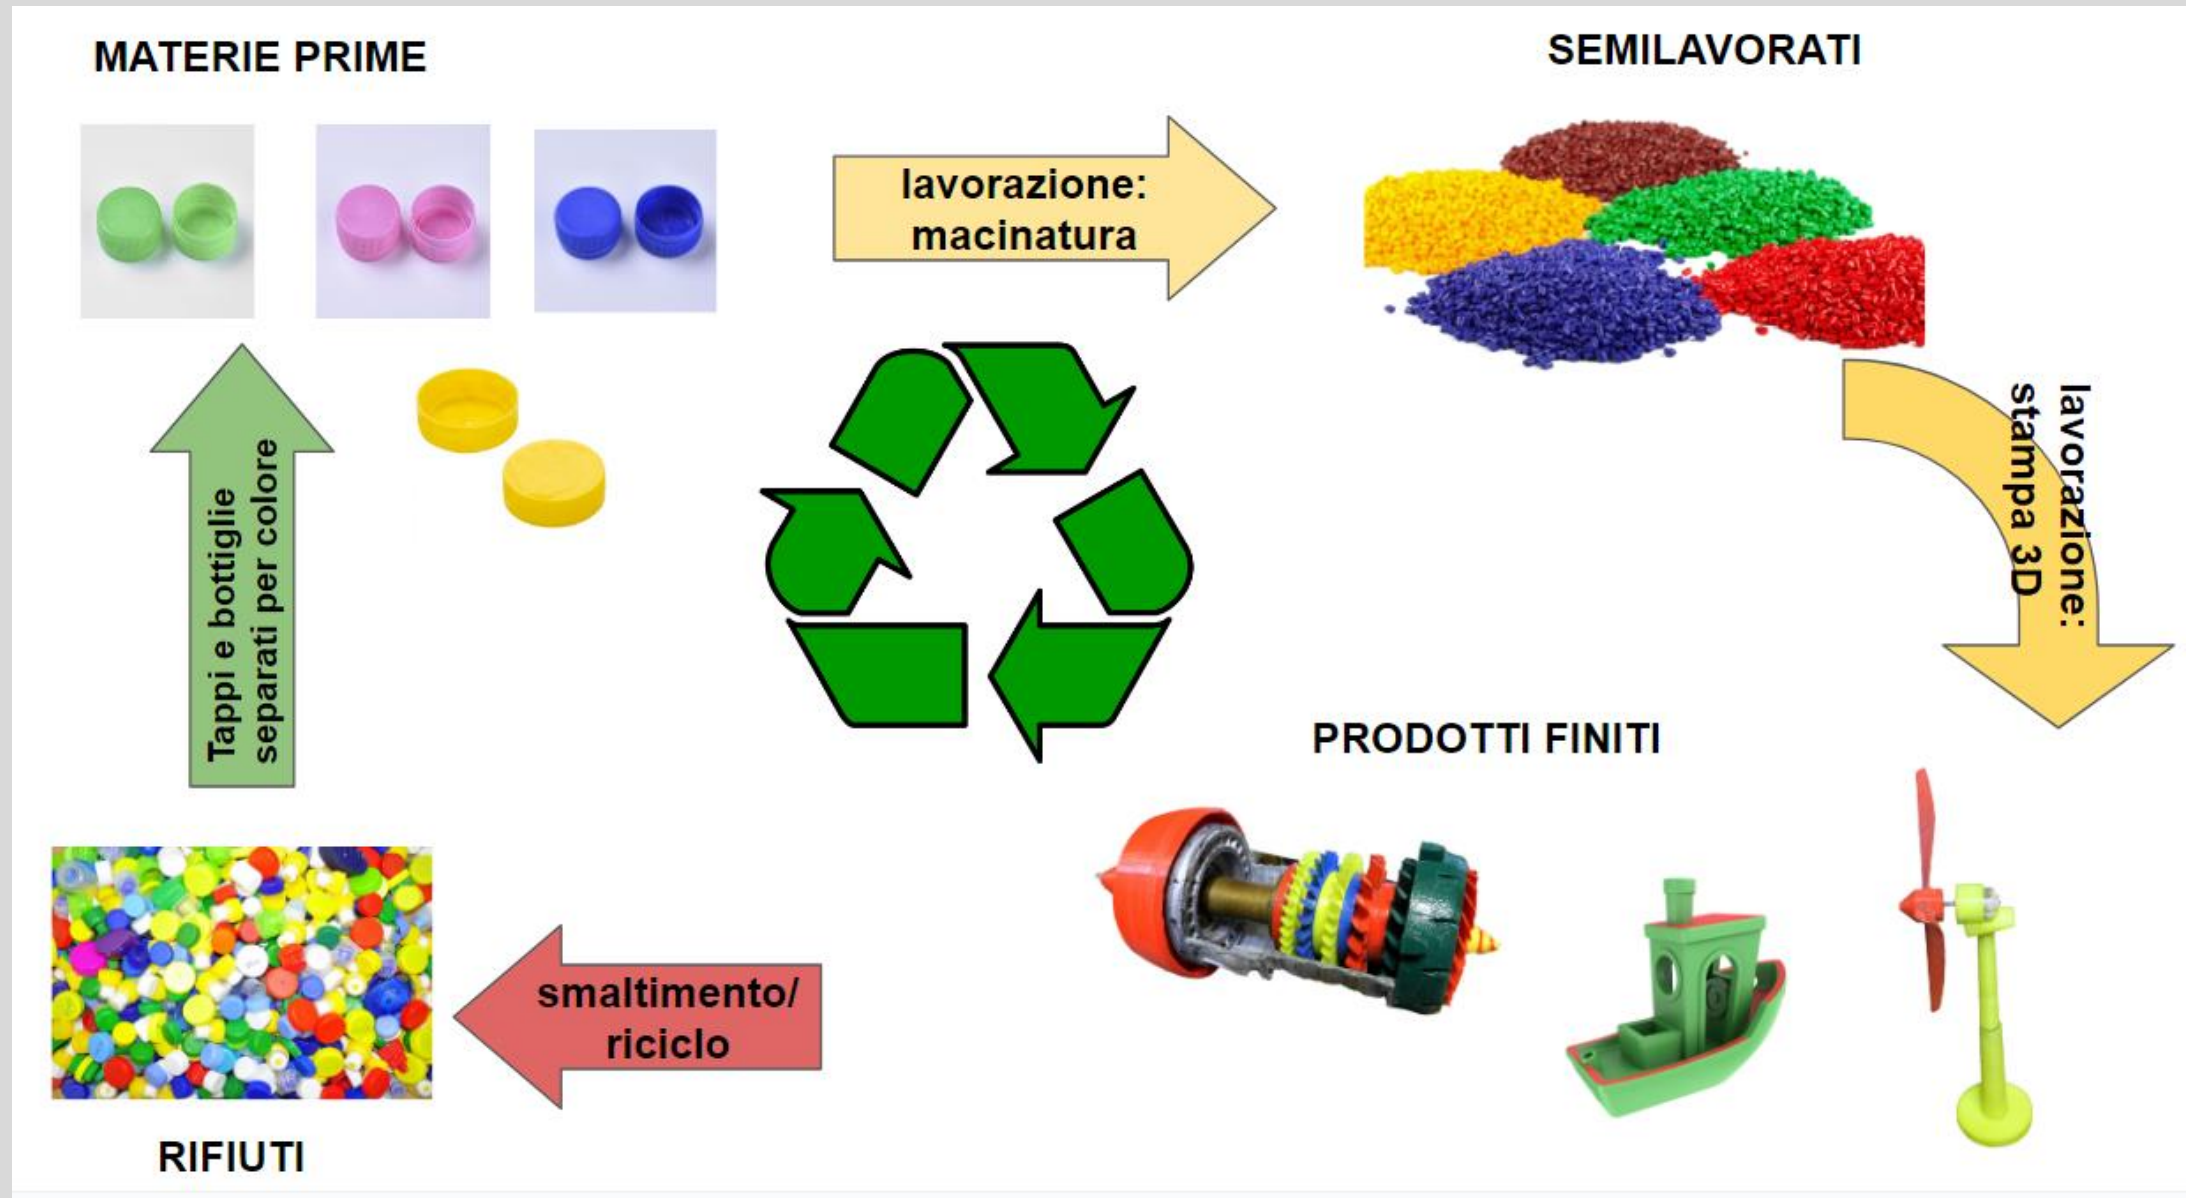 MATERIE PRIME
SEMILAVORATI
lavorazione:
macinatura
lavorazione:
stampa 3D
Tappi e bottiglie
separati per colore
PRODOTTI FINITI
smaltimento/
riciclo
RIFIUTI